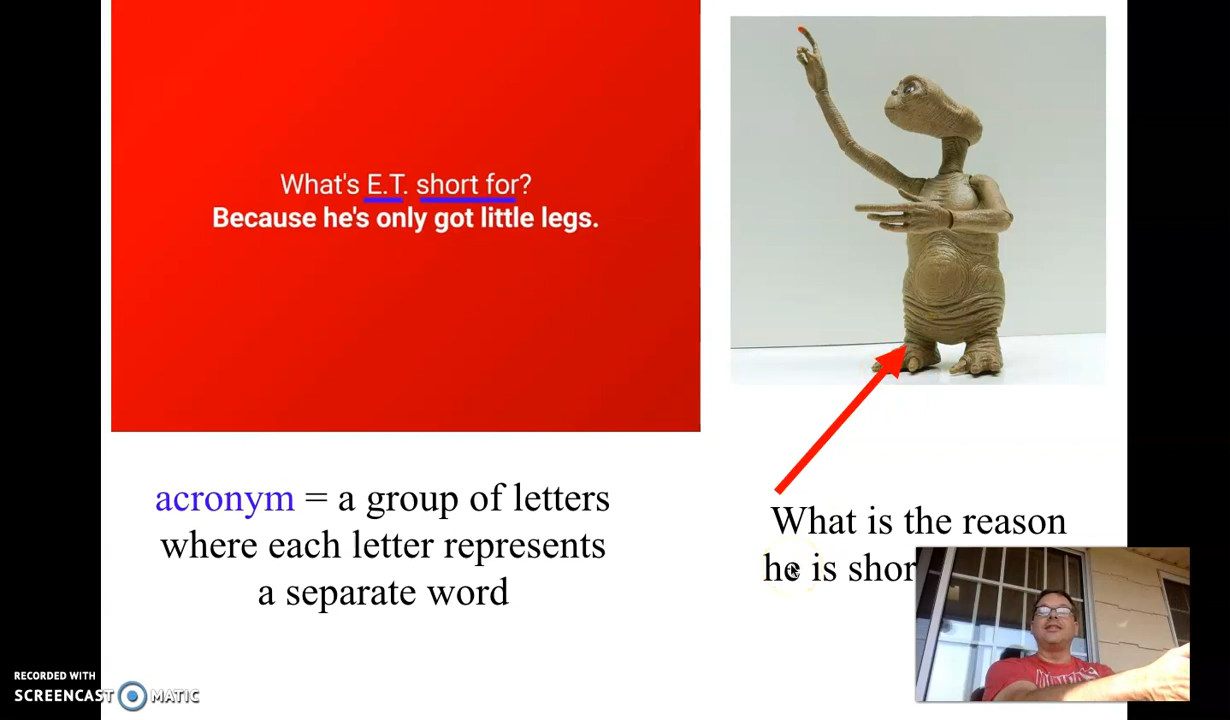 What's E.T. short for?
Because he's only got little legs.
acronym = a group of letters
where each letter represents
a separate word
What is the reason
he is shor
RECORDED WITH
SCREENCAST MATIC